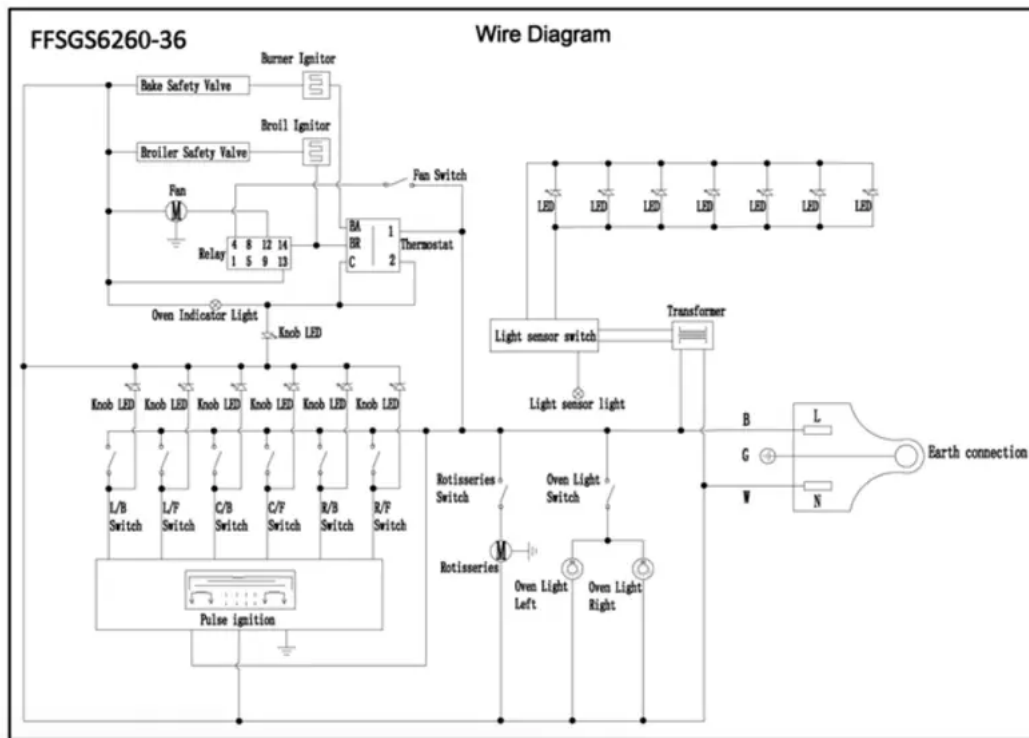 FFSGS6260-36
Wire Diagram
Burner Ignitor
Bake Safety Valve
Broil Ignitor
Broiler Safety Valve
Fan Switch
Fan
M
LED
LED
LED
LED
LED
LED
LED
BA 1
BR
C 2
Thermostat
Relay
4 8 12 14
1 5 9 13
Oven Indicator Light
Knob LED
Light sensor switch
Transformer
Light sensor light
Knob LED
Knob LED
Knob LED
Knob LED
Knob LED
Knob LED
B
L
G
Earth connection
W
N
L/B
Switch
L/F
Switch
C/B
Switch
C/F
Switch
R/B
Switch
R/F
Switch
Rotisseries
Switch
Oven Light
Switch
M
Rotisseries
Oven Light
Left
Oven Light
Right
Pulse ignition